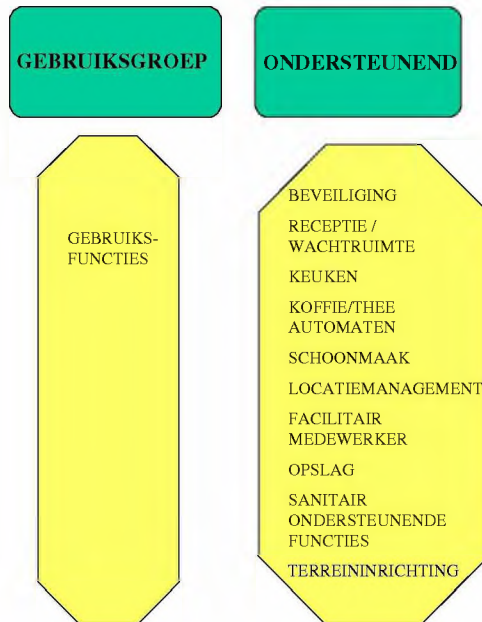 GEBRUIKSGROEP
GEBRUIKS-
FUNCTIES
ONDERSTEUNEND
BEVEILIGING
RECEPTIE /
WACHTRUIMTE
KEUKEN
KOFFIE/THEE
AUTOMATEN
SCHOONMAAK
LOCATIEMANAGEMENT
FACILITAIR
MEDEWERKER
OPSLAG
SANITAIR
ONDERSTEUNENDE
FUNCTIES
TERREININRICHTING